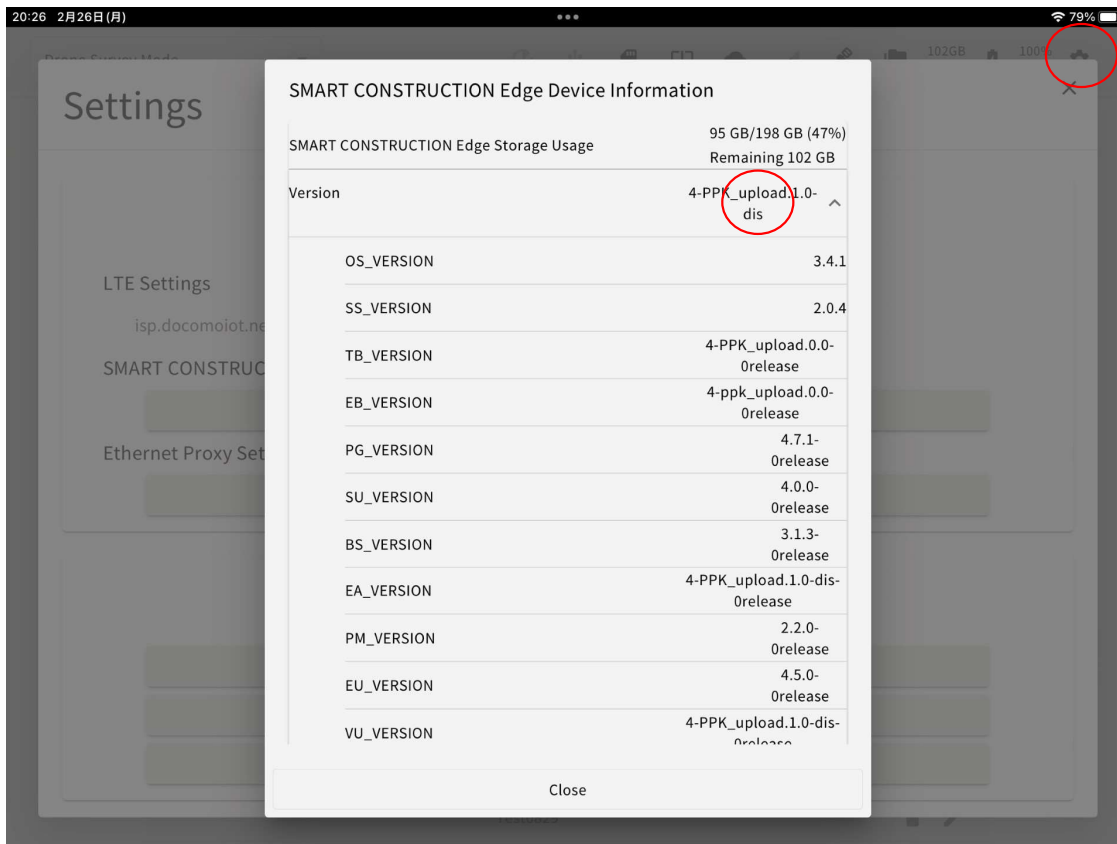 20:26 2月26日(月)
79%
Drone Survey Mode
102GB
100%
Settings
SMART CONSTRUCTION Edge Device Information
SMART CONSTRUCTION Edge Storage Usage
95 GB/198 GB (47%)
Remaining 102 GB
Version
4-PPK_upload.1.0-
dis
OS_VERSION
3.4.1
SS_VERSION
2.0.4
TB_VERSION
4-PPK_upload.0.0-
0release
EB_VERSION
4-ppk_upload.0.0-
0release
PG_VERSION
4.7.1-
0release
SU_VERSION
4.0.0-
0release
BS_VERSION
3.1.3-
0release
EA_VERSION
4-PPK_upload.1.0-dis-
0release
PM_VERSION
2.2.0-
0release
EU_VERSION
4.5.0-
0release
VU_VERSION
4-PPK_upload.1.0-dis-
0release
LTE Settings
isp.docomoiot.ne
SMART CONSTRUC
Ethernet Proxy Set
Close